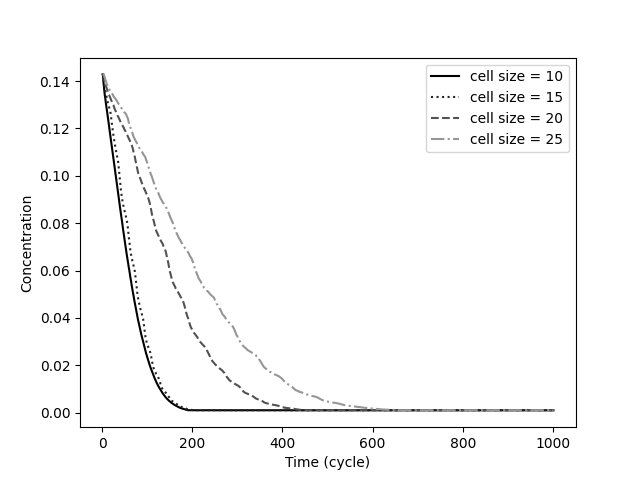 cell size = 10
cell size = 15
cell size = 20
cell size = 25
0.14
0.12
0.10
0.08
0.06
0.04
0.02
0.00
Concentration
0 200 400 600 800 1000
Time (cycle)